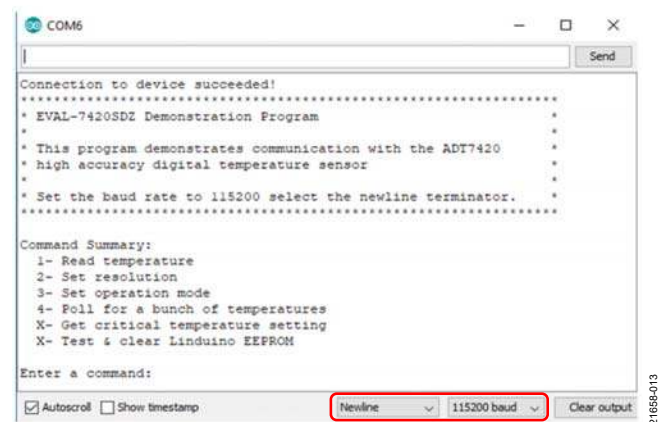 COM6
Send
Connection to device succeeded!
*****************************************************************
* EVAL-7420SDZ Demonstration Program *
* *
* This program demonstrates communication with the ADT7420 *
* high accuracy digital temperature sensor *
* *
* Set the baud rate to 115200 select the newline terminator. *
*****************************************************************
Command Summary:
1- Read temperature
2- Set resolution
3- Set operation mode
4- Poll for a bunch of temperatures
X- Get critical temperature setting
X- Test & clear Linduino EEPROM
Enter a command:
Autoscroll Show timestamp Newline 115200 baud Clear output
21658-013